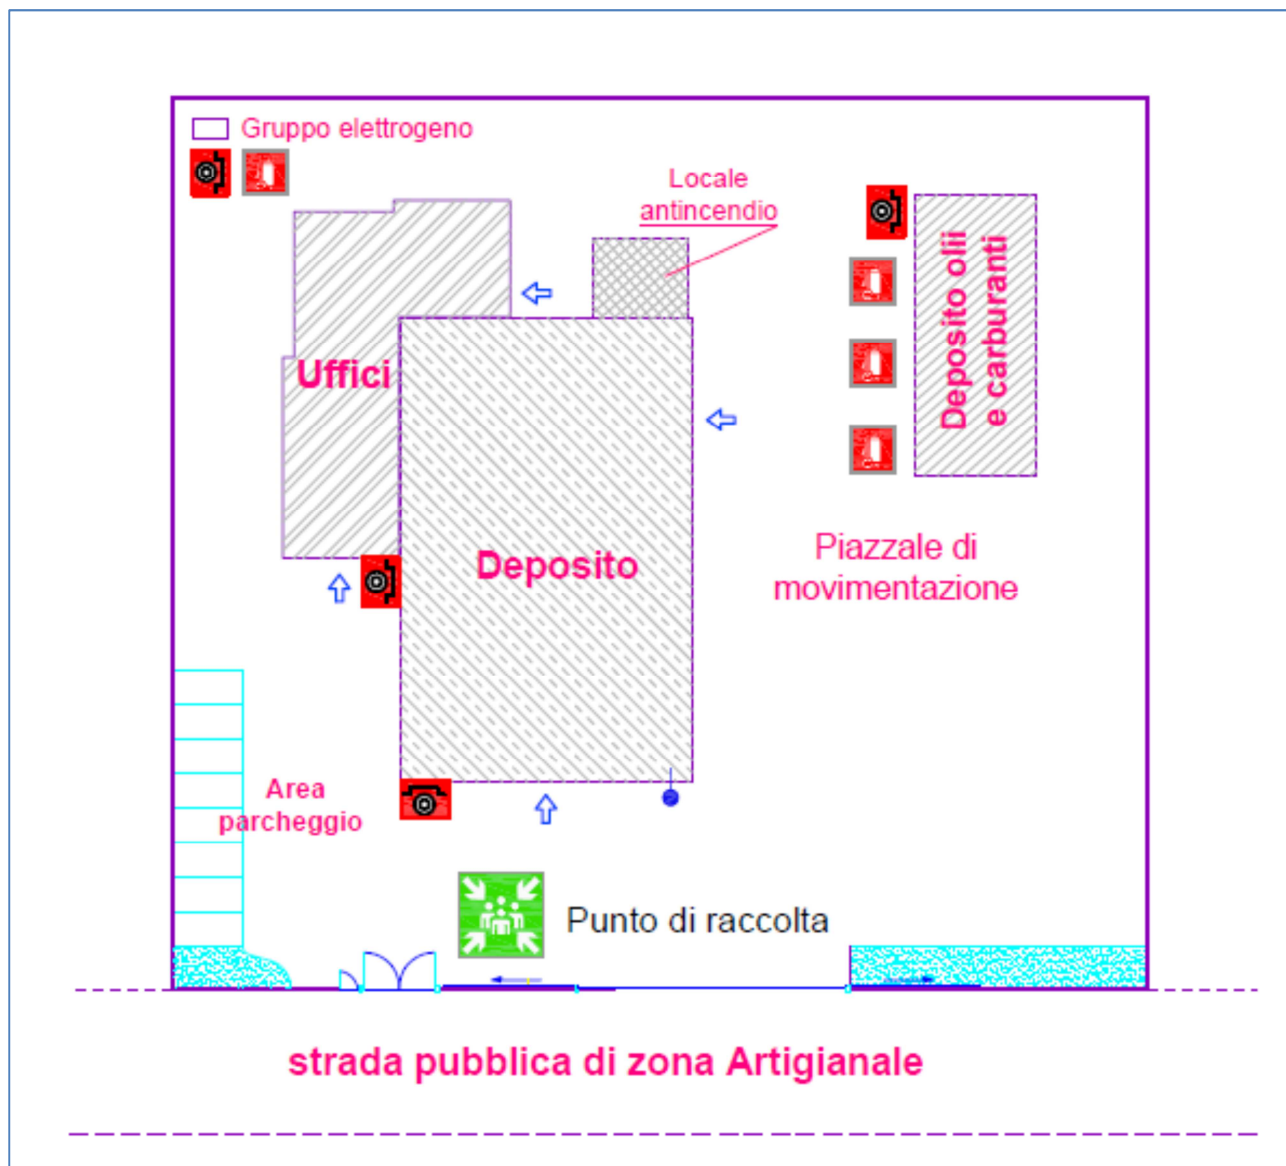 Gruppo elettrogeno
Locale
antincendio
Deposito olii
e carburanti
Uffici
Deposito
Piazzale di
movimentazione
Area
parcheggio
Punto di raccolta
strada pubblica di zona Artigianale